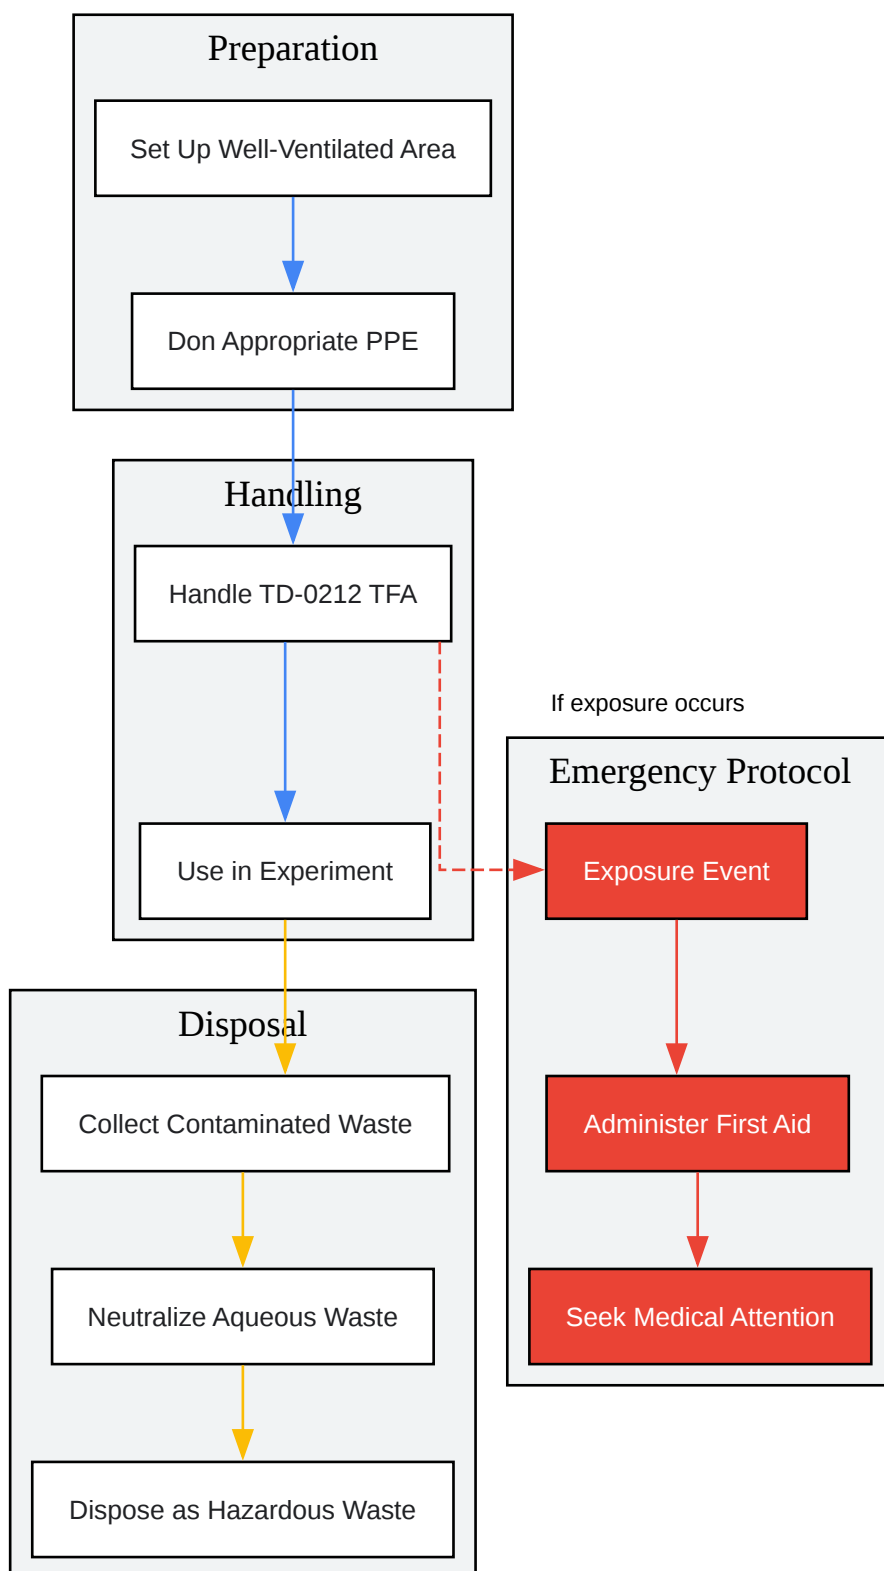 Preparation
Set Up Well-Ventilated Area
Don Appropriate PPE
Handling
Handle TD-0212 TFA
Use in Experiment
If exposure occurs
Emergency Protocol
Exposure Event
Administer First Aid
Seek Medical Attention
Disposal
Collect Contaminated Waste
Neutralize Aqueous Waste
Dispose as Hazardous Waste